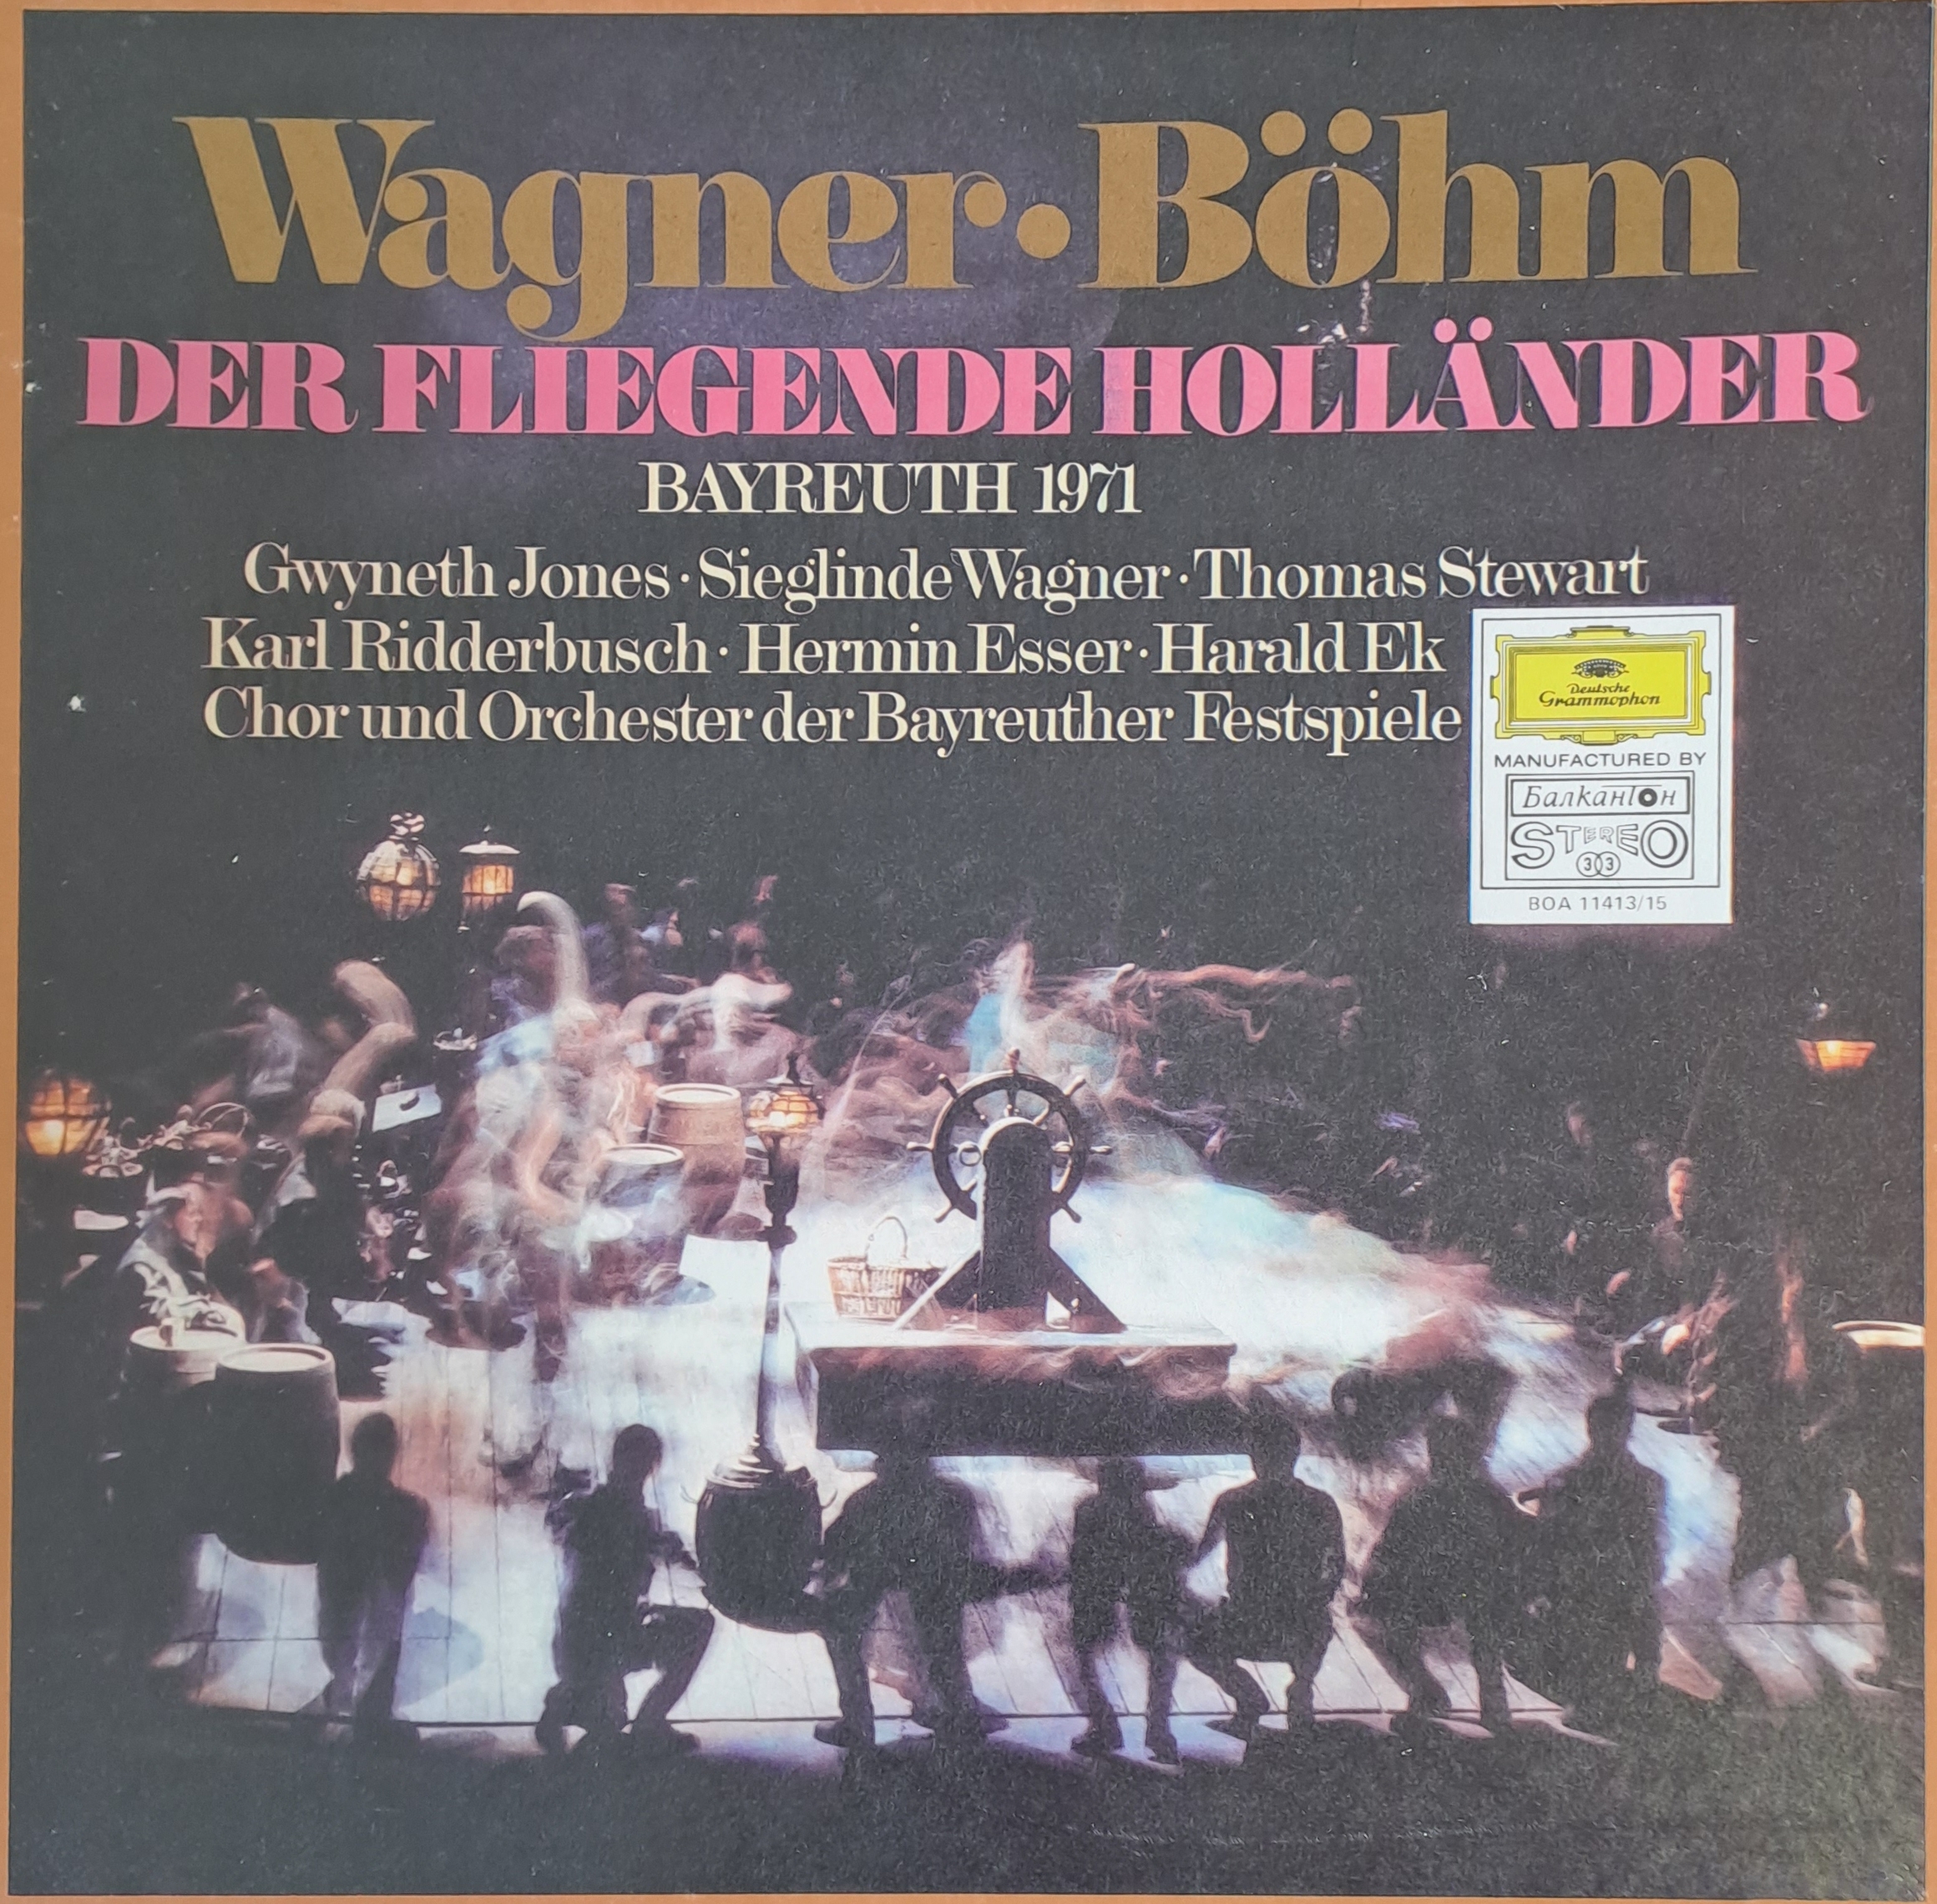 Wagner·Böhm
DER FLIEGENDE HOLLÄNDER
BAYREUTH 1971
Gwyneth Jones · Sieglinde Wagner · Thomas Stewart
Karl Ridderbusch · Hermin Esser · Harald Ek
Chor und Orchester der Bayreuther Festspiele
Deutsche
Grammophon
MANUFACTURED BY
Балкантон
STEREO
33
BOA 11413/15